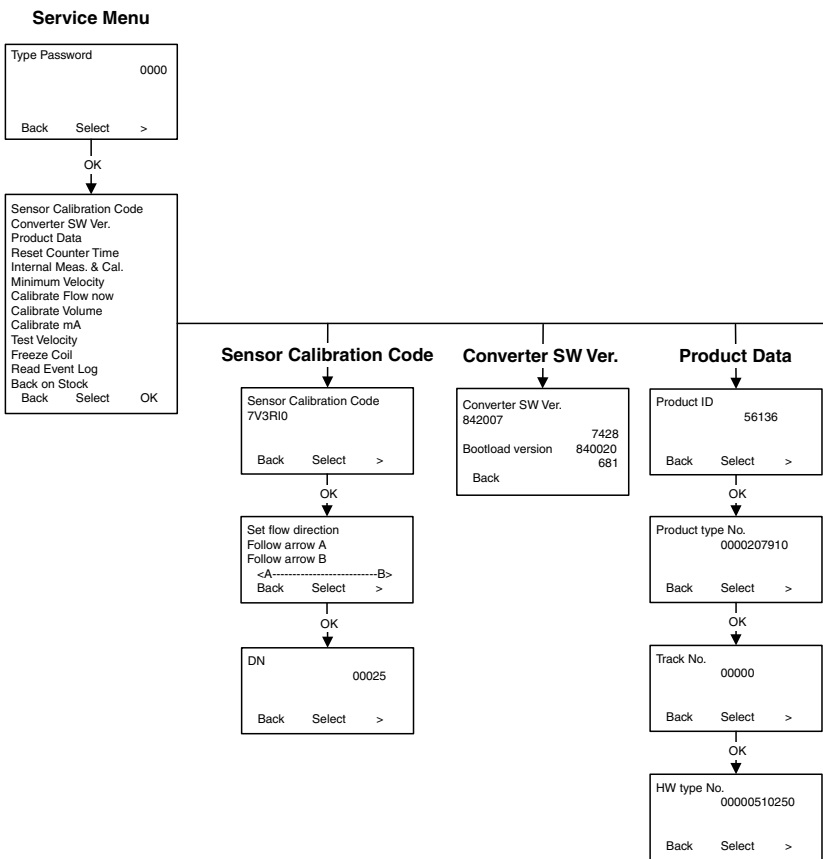 Service Menu
Type Password
0000
Back Select >
OK
Sensor Calibration Code
Converter SW Ver.
Product Data
Reset Counter Time
Internal Meas. & Cal.
Minimum Velocity
Calibrate Flow now
Calibrate Volume
Calibrate mA
Test Velocity
Freeze Coil
Read Event Log
Back on Stock
Back Select OK
Sensor Calibration Code
Sensor Calibration Code
7V3Rl0
Back Select >
OK
Set flow direction
Follow arrow A
Follow arrow B
<A--------------------------B>
Back Select >
OK
DN
00025
Back Select >
Converter SW Ver.
Converter SW Ver.
842007
7428
Bootload version 840020
681
Back
Product Data
Product ID
56136
Back Select >
OK
Product type No.
0000207910
Back Select >
OK
Track No.
00000
Back Select >
OK
HW type No.
00000510250
Back Select >